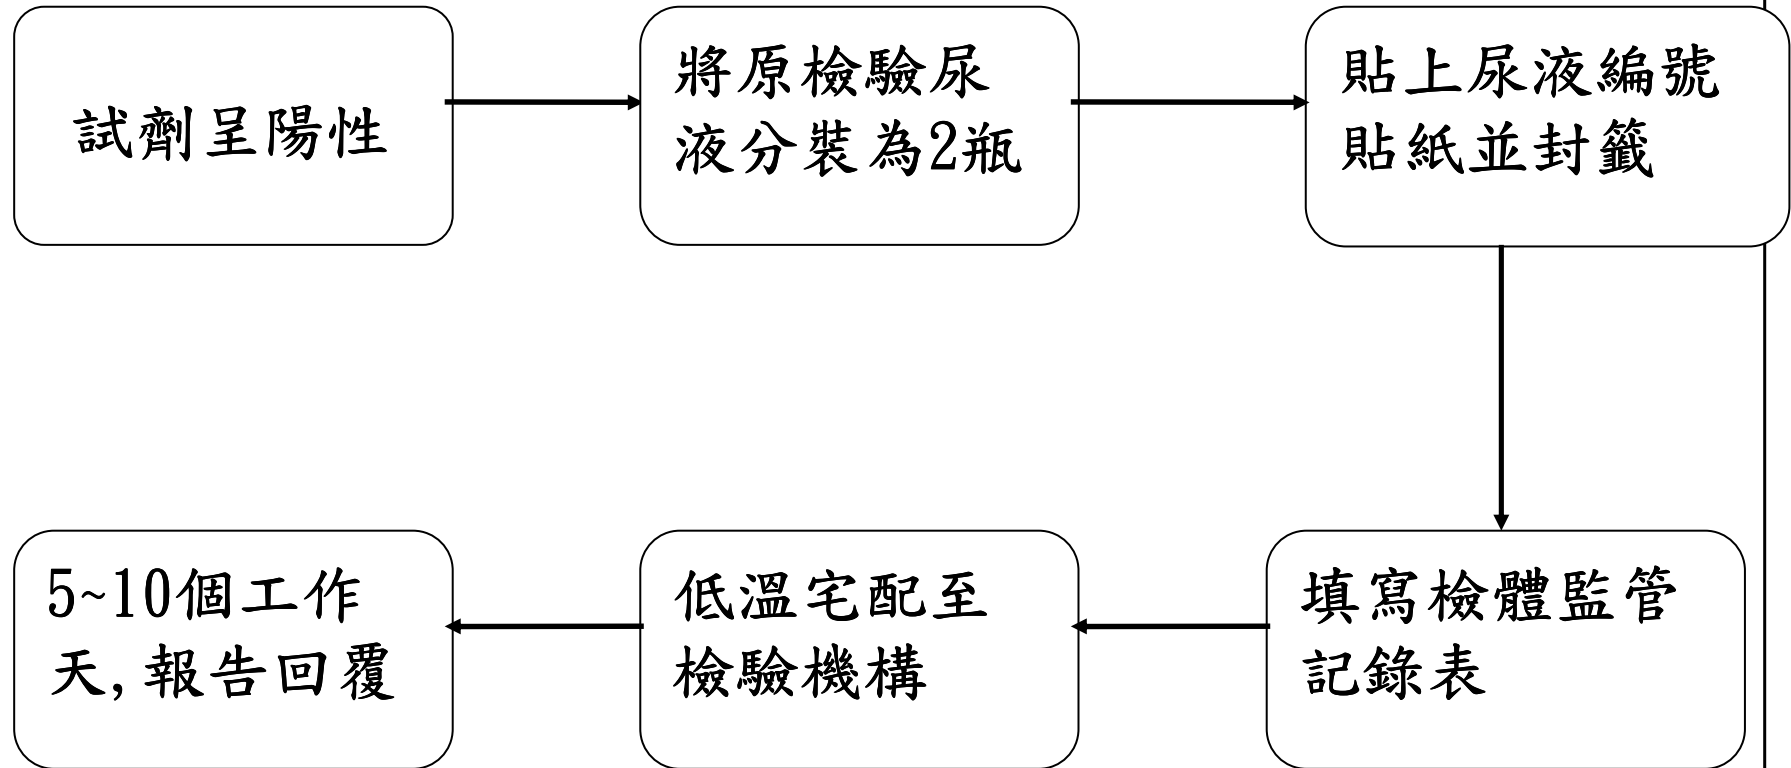 試劑呈陽性
將原檢驗尿
液分裝為2瓶
貼上尿液編號
貼紙並封籤
填寫檢體監管
記錄表
低溫宅配至
檢驗機構
5~10個工作
天,報告回覆